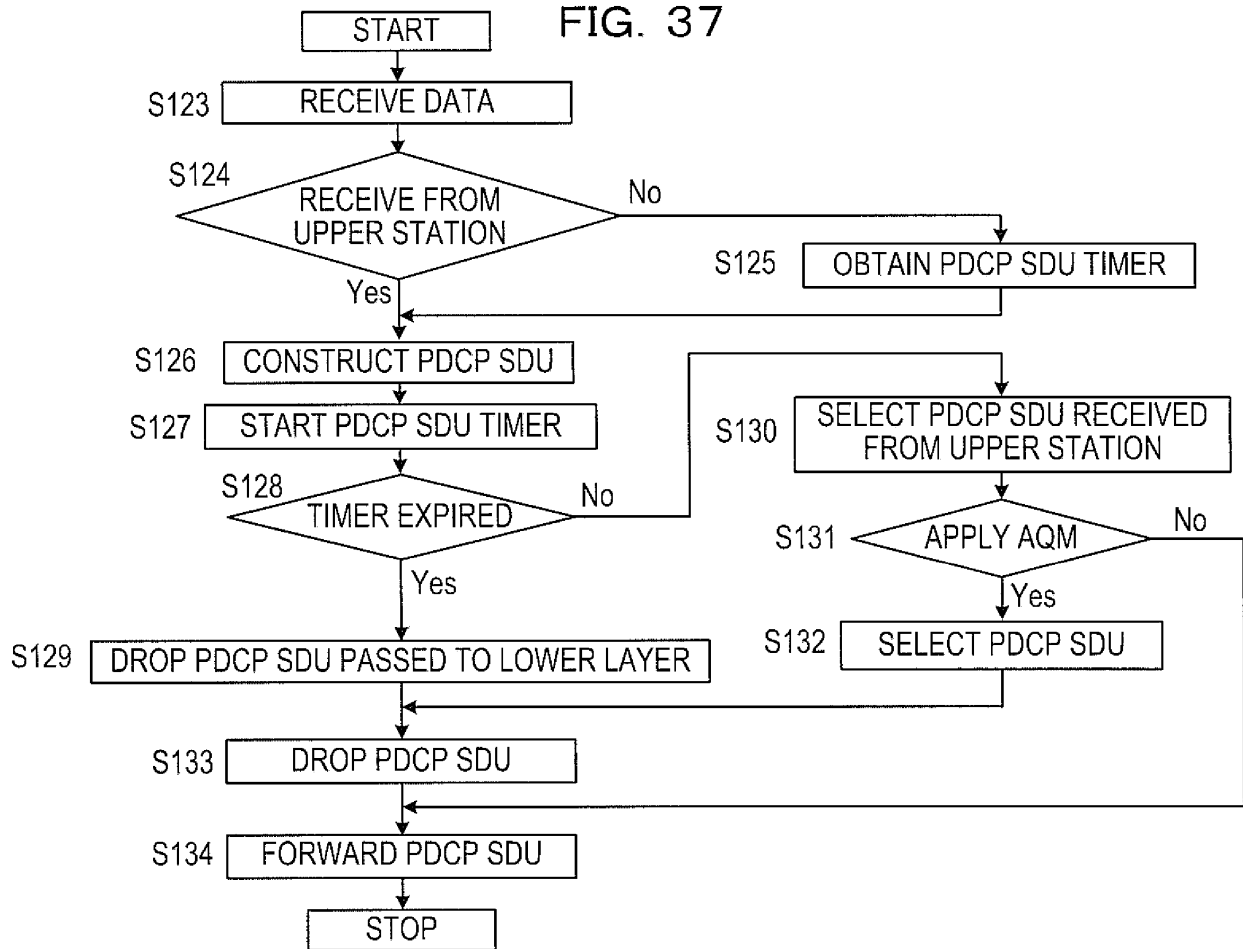 FIG. 37
START
S123
RECEIVE DATA
S124
RECEIVE FROM
UPPER STATION
No
Yes
S125
OBTAIN PDCP SDU TIMER
S126
CONSTRUCT PDCP SDU
S127
START PDCP SDU TIMER
S128
TIMER EXPIRED
No
Yes
S130
SELECT PDCP SDU RECEIVED
FROM UPPER STATION
S131
APPLY AQM
No
Yes
S129
DROP PDCP SDU PASSED TO LOWER LAYER
S132
SELECT PDCP SDU
S133
DROP PDCP SDU
S134
FORWARD PDCP SDU
STOP